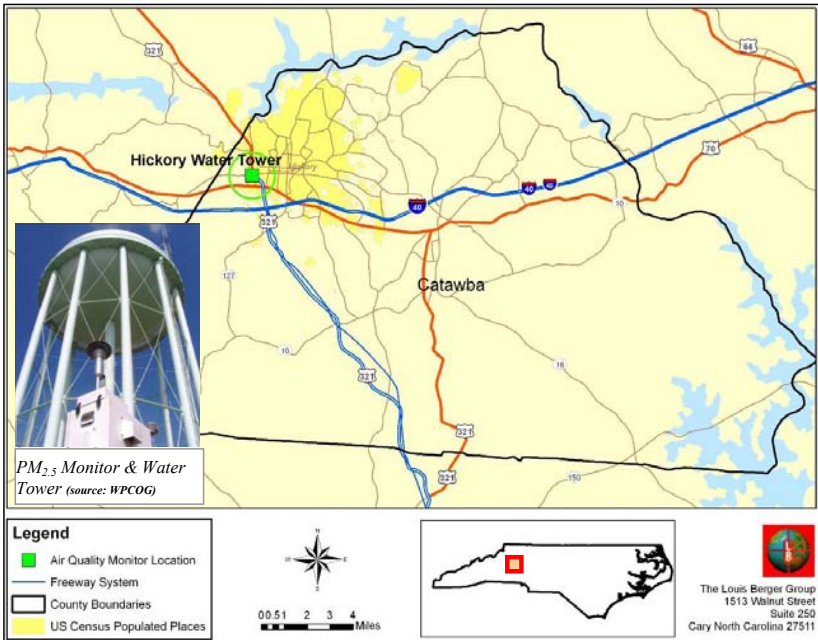 321
64
Hickory Water Tower
Hickory
70
40
40
40
10
321
127
Catawba
10
16
321
321
321
150
PM2.5 Monitor & Water
Tower (source: WPCOG)
Legend
Air Quality Monitor Location
Freeway System
County Boundaries
US Census Populated Places
N
W
E
S
0 0.5 1 2 3 4
Miles
L
B
The Louis Berger Group
1513 Walnut Street
Suite 250
Cary North Carolina 27511